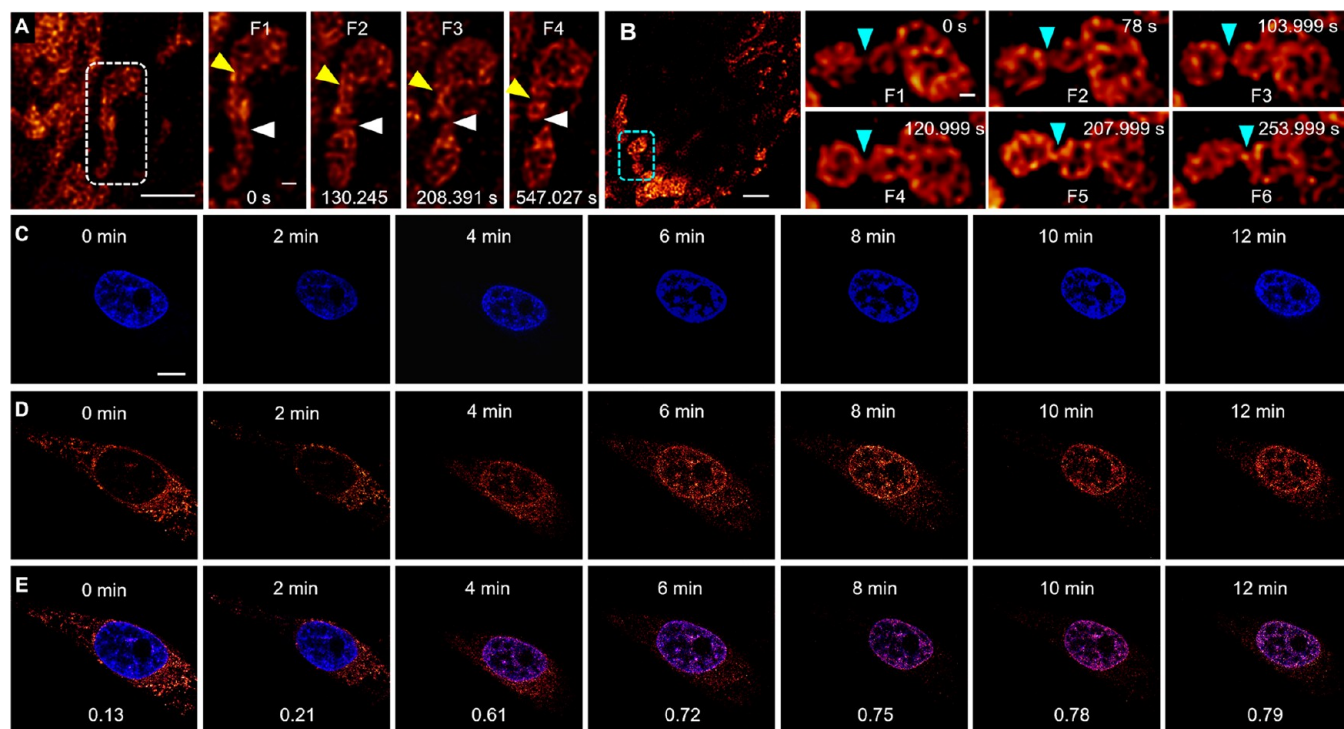 A
F1
F2
F3
F4
0 s
130.245
208.391 s
547.027 s
B
0 s
F1
78 s
F2
103.999 s
F3
120.999 s
F4
207.999 s
F5
253.999 s
F6
C
0 min
2 min
4 min
6 min
8 min
10 min
12 min
D
0 min
2 min
4 min
6 min
8 min
10 min
12 min
E
0 min
2 min
4 min
6 min
8 min
10 min
12 min
0.13
0.21
0.61
0.72
0.75
0.78
0.79